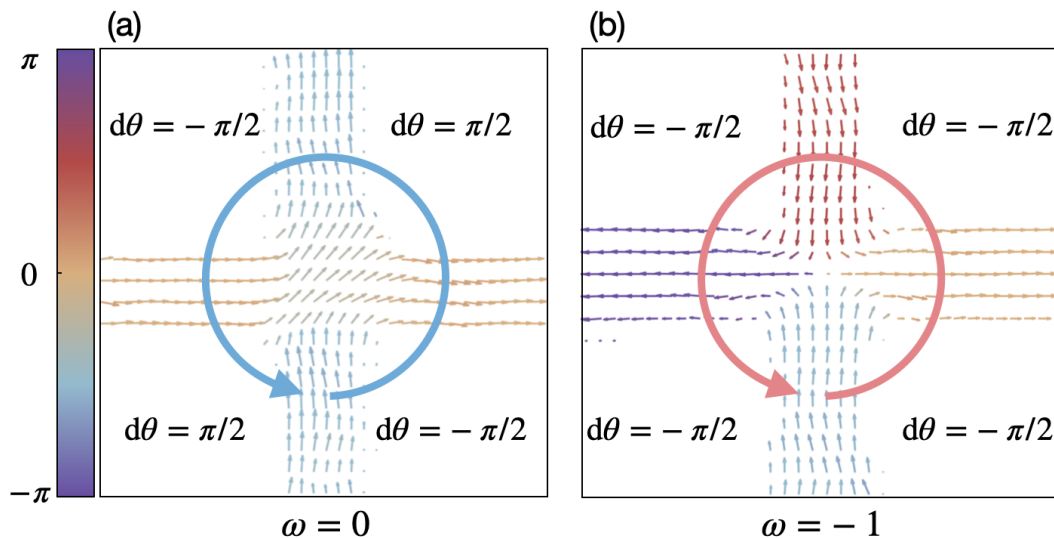 (a)
(b)
π
0
−π
dθ = − π/2
dθ = π/2
dθ = π/2
dθ = − π/2
ω = 0
dθ = − π/2
dθ = − π/2
dθ = − π/2
dθ = − π/2
ω = − 1